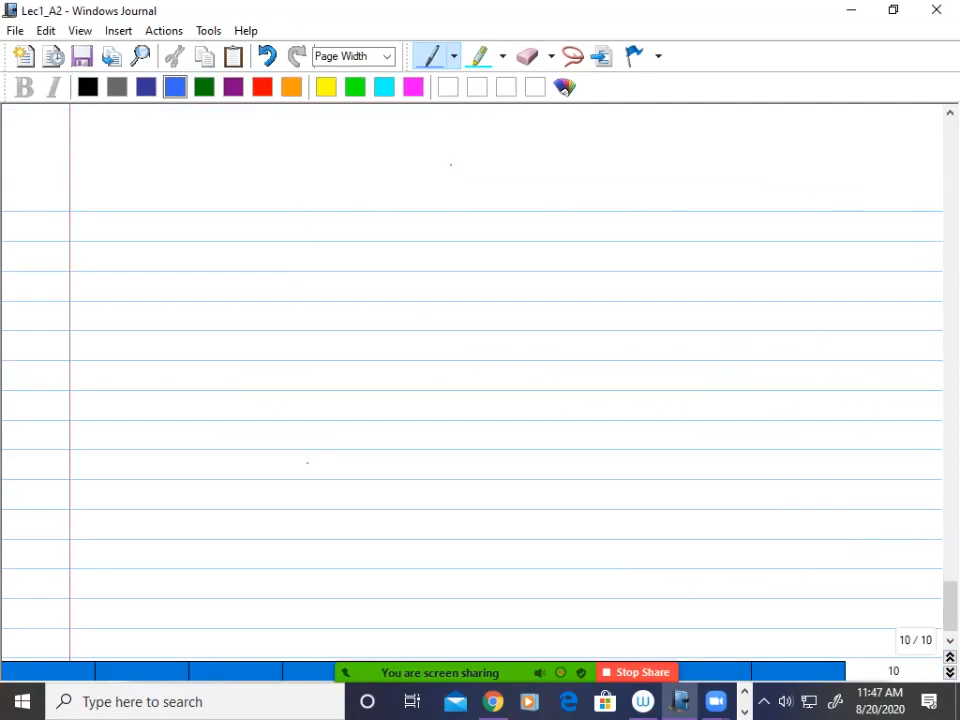 Lec1_A2 - Windows Journal
File Edit View Insert Actions Tools Help
Page Width
B I
10 / 10
You are screen sharing Stop Share
10
Type here to search
11:47 AM
8/20/2020